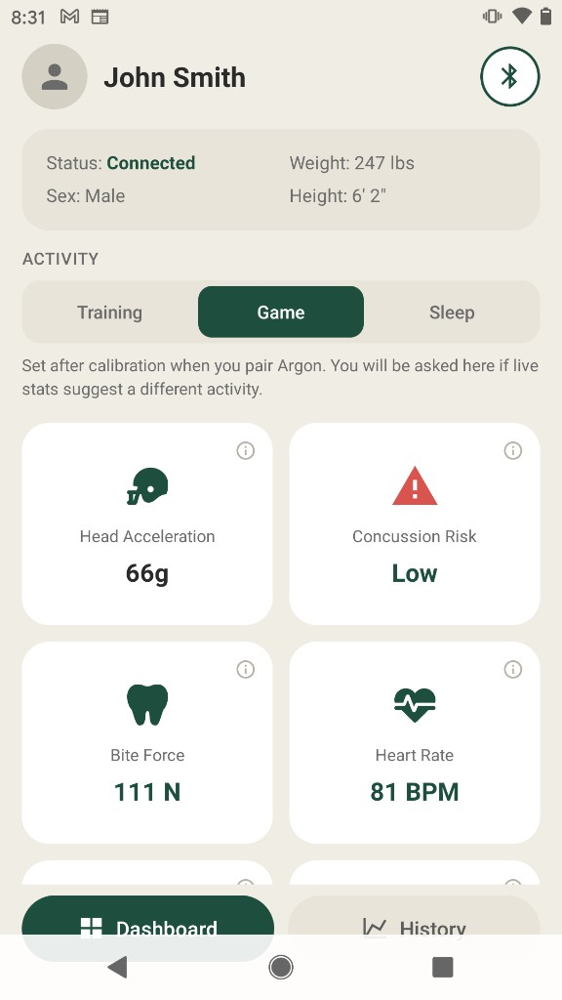 8:31
John Smith
Status: Connected
Weight: 247 lbs
Sex: Male
Height: 6' 2"
ACTIVITY
Training
Game
Sleep
Set after calibration when you pair Argon. You will be asked here if live
stats suggest a different activity.
Head Acceleration
66g
Concussion Risk
Low
Bite Force
111 N
Heart Rate
81 BPM
Dashboard
History